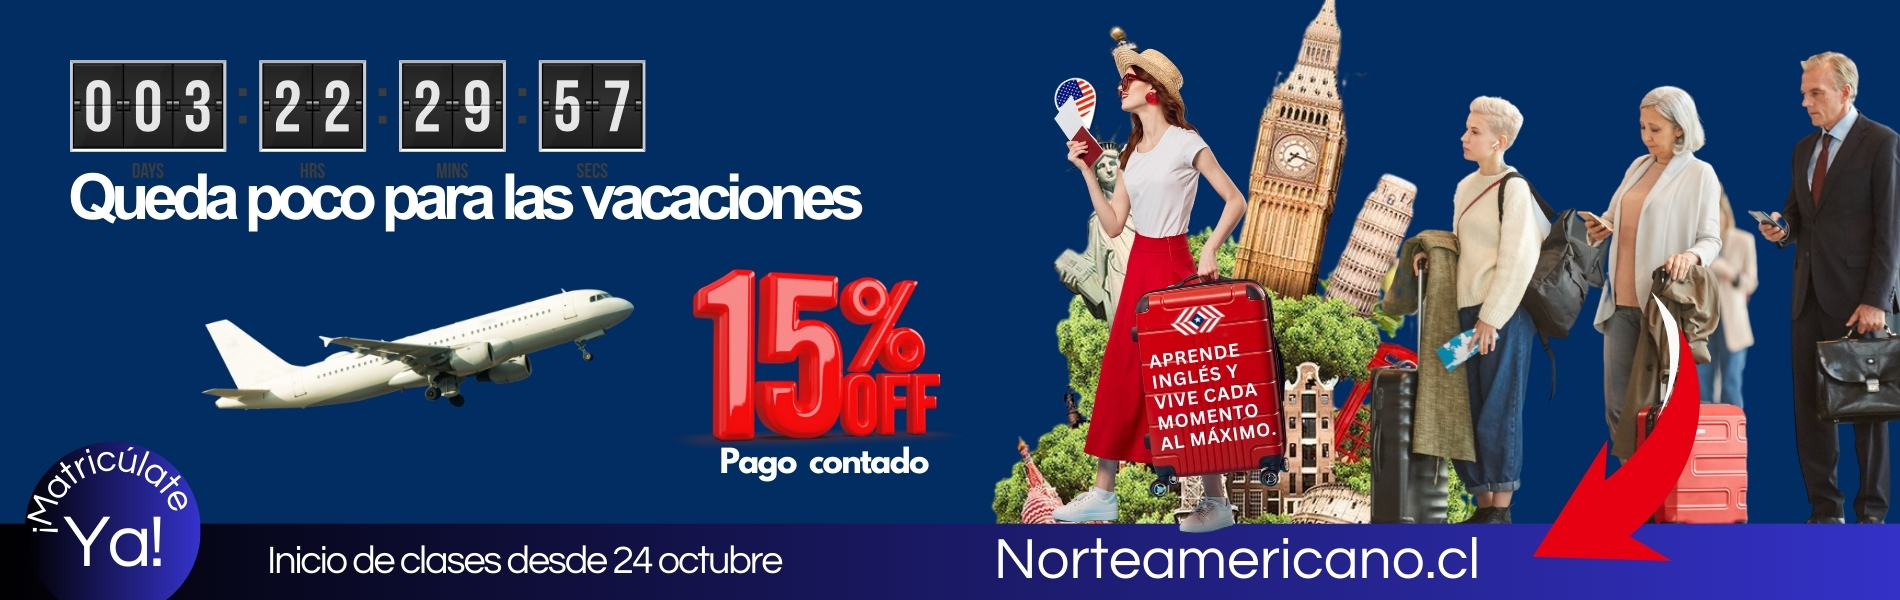 003 : 22 : 29 : 57
DAYS HRS MINS SECS
Queda poco para las vacaciones
15%
OFF
Pago contado
APRENDE
INGLÉS Y
VIVE CADA
MOMENTO
AL MÁXIMO.
¡Matricúlate
Ya!
Inicio de clases desde 24 octubre
Norteamericano.cl